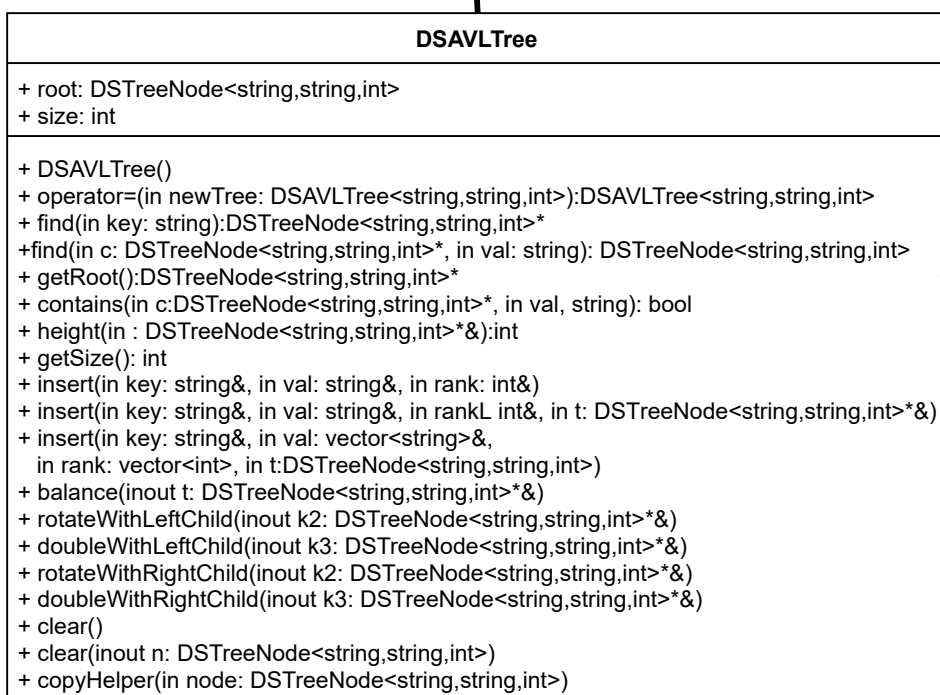 DSAVLTree
+ root: DSTreeNode<string,string,int>
+ size: int
+ DSAVLTree()
+ operator=(in newTree: DSAVLTree<string,string,int>):DSAVLTree<string,string,int>
+ find(in key: string):DSTreeNode<string,string,int>*
+find(in c: DSTreeNode<string,string,int>*, in val: string): DSTreeNode<string,string,int>
+ getRoot():DSTreeNode<string,string,int>*
+ contains(in c:DSTreeNode<string,string,int>*, in val, string): bool
+ height(in : DSTreeNode<string,string,int>*&):int
+ getSize(): int
+ insert(in key: string&, in val: string&, in rank: int&)
+ insert(in key: string&, in val: string&, in rankL int&, in t: DSTreeNode<string,string,int>*&)
+ insert(in key: string&, in val: vector<string>&,
in rank: vector<int>, in t:DSTreeNode<string,string,int>)
+ balance(inout t: DSTreeNode<string,string,int>*&)
+ rotateWithLeftChild(inout k2: DSTreeNode<string,string,int>*&)
+ doubleWithLeftChild(inout k3: DSTreeNode<string,string,int>*&)
+ rotateWithRightChild(inout k2: DSTreeNode<string,string,int>*&)
+ doubleWithRightChild(inout k3: DSTreeNode<string,string,int>*&)
+ clear()
+ clear(inout n: DSTreeNode<string,string,int>)
+ copyHelper(in node: DSTreeNode<string,string,int>)